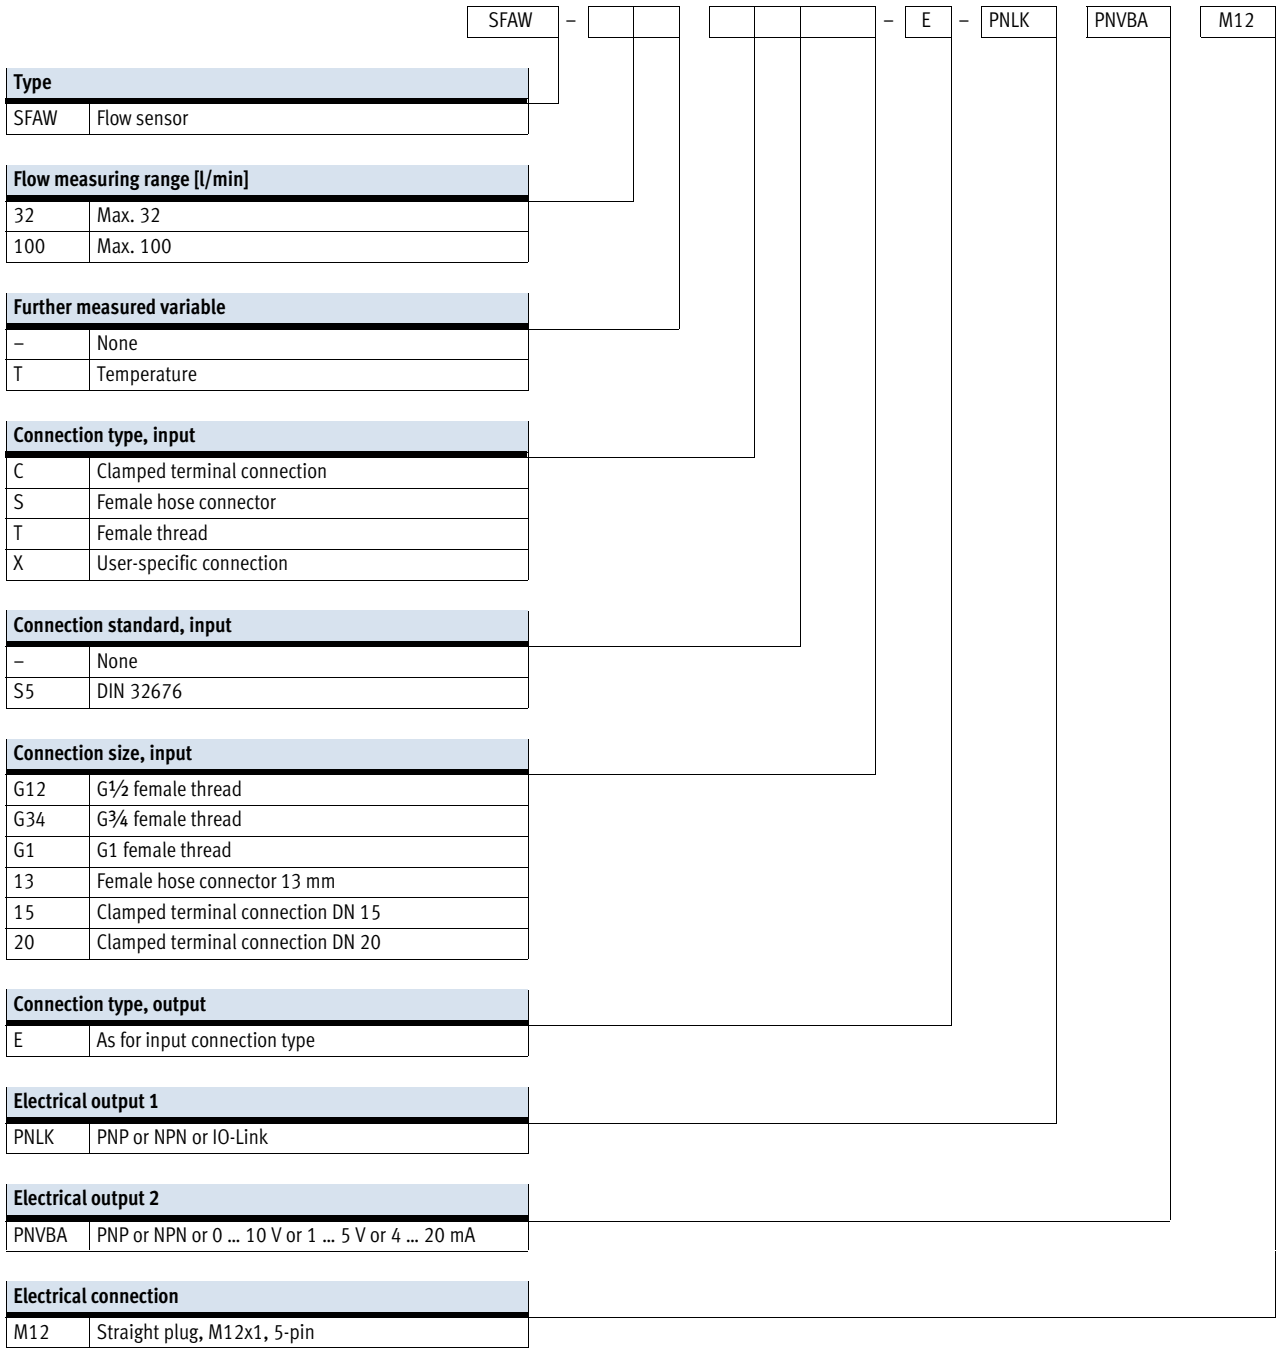 SFAW – – E – PNLK PNVBA M12
Type
SFAW Flow sensor
Flow measuring range [l/min]
32 Max. 32
100 Max. 100
Further measured variable
– None
T Temperature
Connection type, input
C Clamped terminal connection
S Female hose connector
T Female thread
X User-specific connection
Connection standard, input
– None
S5 DIN 32676
Connection size, input
G12 G½ female thread
G34 G¾ female thread
G1 G1 female thread
13 Female hose connector 13 mm
15 Clamped terminal connection DN 15
20 Clamped terminal connection DN 20
Connection type, output
E As for input connection type
Electrical output 1
PNLK PNP or NPN or IO-Link
Electrical output 2
PNVBA PNP or NPN or 0 ... 10 V or 1 ... 5 V or 4 ... 20 mA
Electrical connection
M12 Straight plug, M12x1, 5-pin